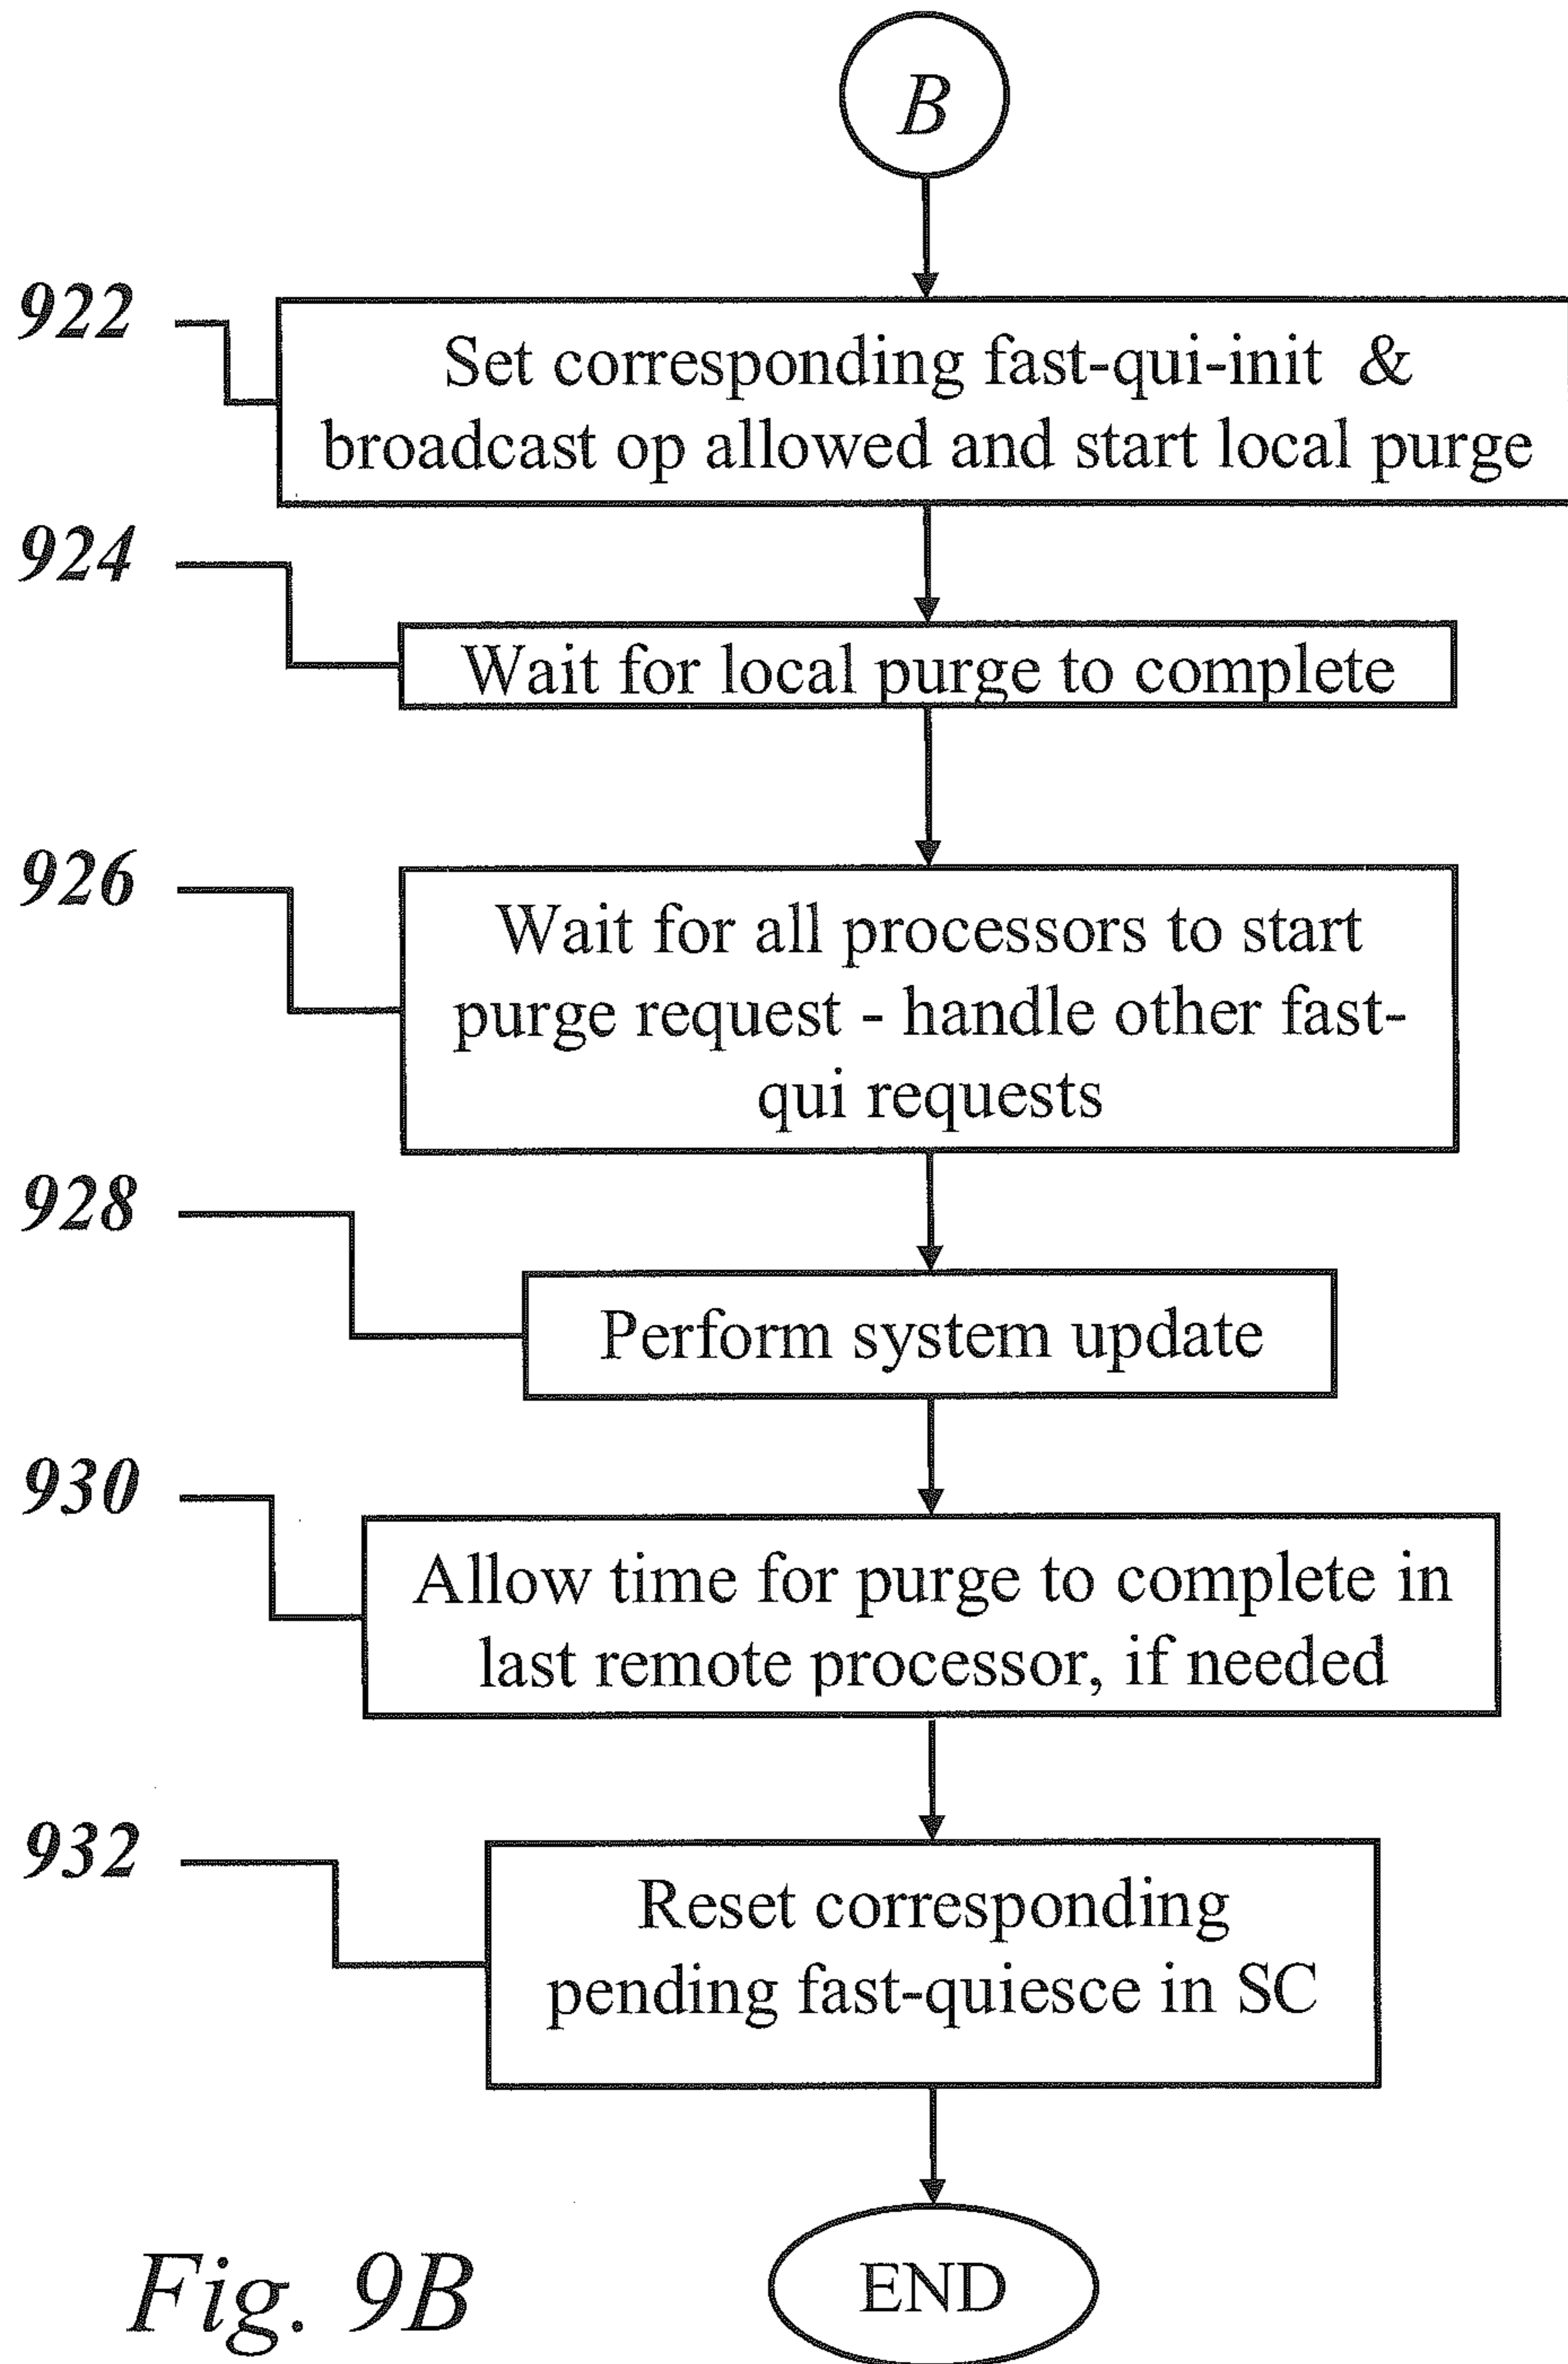 B
922
Set corresponding fast-qui-init &
broadcast op allowed and start local purge
924
Wait for local purge to complete
926
Wait for all processors to start
purge request - handle other fast-
qui requests
928
Perform system update
930
Allow time for purge to complete in
last remote processor, if needed
932
Reset corresponding
pending fast-quiesce in SC
END
Fig. 9B